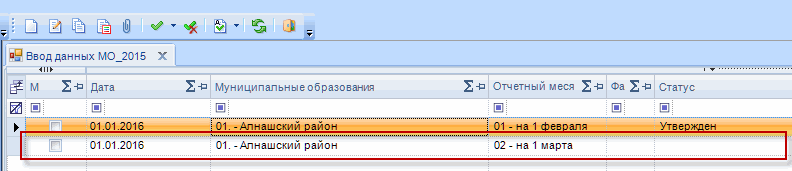 Ввод данных МО_2015
М Дата Муниципальные образования Отчетный меся Фа Статус
01.01.2016 01. - Алнашский район 01 - на 1 февраля Утвержден
01.01.2016 01. - Алнашский район 02 - на 1 марта